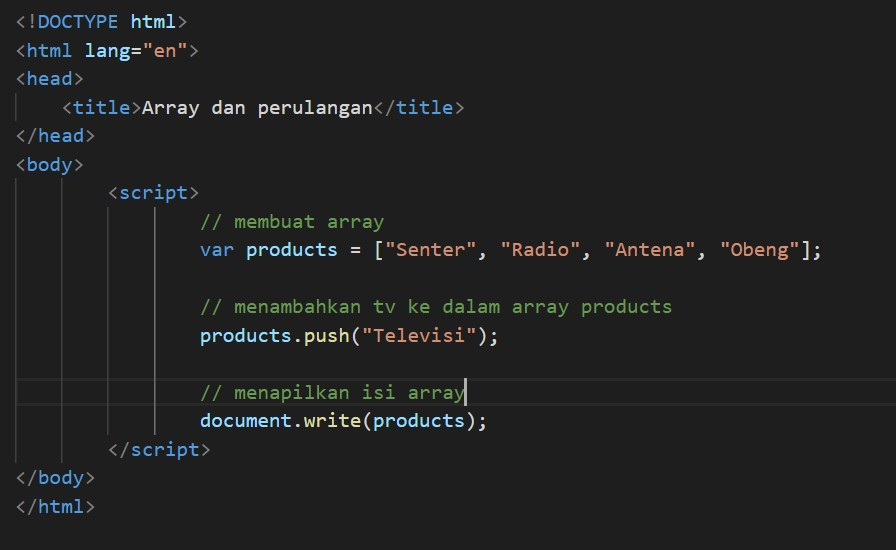 <!DOCTYPE html>
<html lang="en">
<head>
    <title>Array dan perulangan</title>
</head>
<body>
        <script>
                // membuat array
                var products = ["Senter", "Radio", "Antena", "Obeng"];

                // menambahkan tv ke dalam array products
                products.push("Televisi");

                // menapilkan isi array
                document.write(products);
        </script>
</body>
</html>